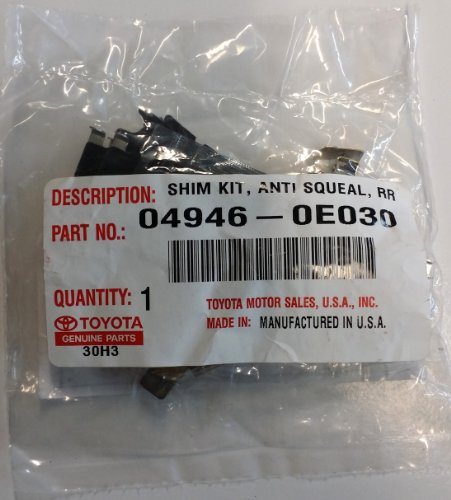 DESCRIPTION: SHIM KIT, ANTI SQUEAL, RR
PART NO.: 04946-0E030
QUANTITY: 1
TOYOTA MOTOR SALES, U.S.A., INC.
TOYOTA
MADE IN: MANUFACTURED IN U.S.A.
GENUINE PARTS
30H3